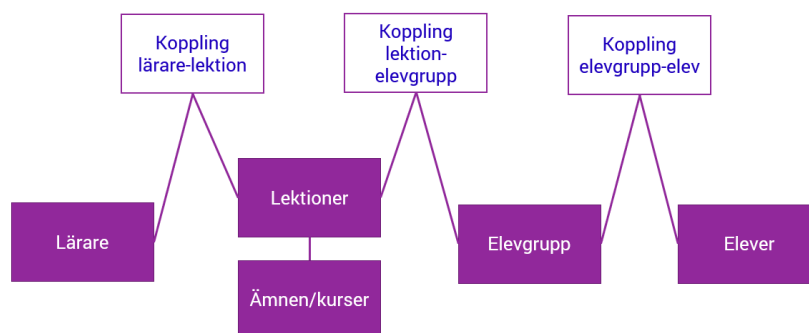 Koppling
lärare-lektion
Koppling
lektion-
elevgrupp
Koppling
elevgrupp-elev
Lärare
Lektioner
Elevgrupp
Elever
Ämnen/kurser